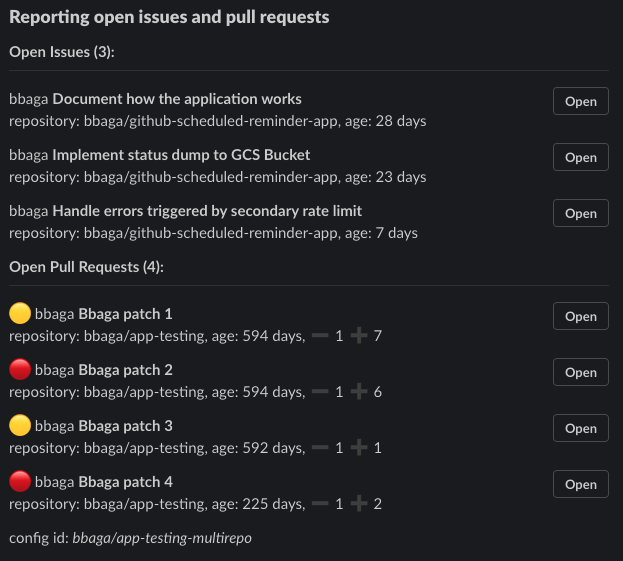 Reporting open issues and pull requests
Open Issues (3):
bbaga Document how the application works
Open
repository: bbaga/github-scheduled-reminder-app, age: 28 days
bbaga Implement status dump to GCS Bucket
Open
repository: bbaga/github-scheduled-reminder-app, age: 23 days
bbaga Handle errors triggered by secondary rate limit
Open
repository: bbaga/github-scheduled-reminder-app, age: 7 days
Open Pull Requests (4):
🟡 bbaga Bbaga patch 1
Open
repository: bbaga/app-testing, age: 594 days, ➖ 1 ➕ 7
🔴 bbaga Bbaga patch 2
Open
repository: bbaga/app-testing, age: 594 days, ➖ 1 ➕ 6
🟡 bbaga Bbaga patch 3
Open
repository: bbaga/app-testing, age: 592 days, ➖ 1 ➕ 1
🔴 bbaga Bbaga patch 4
Open
repository: bbaga/app-testing, age: 225 days, ➖ 1 ➕ 2
config id: bbaga/app-testing-multirepo